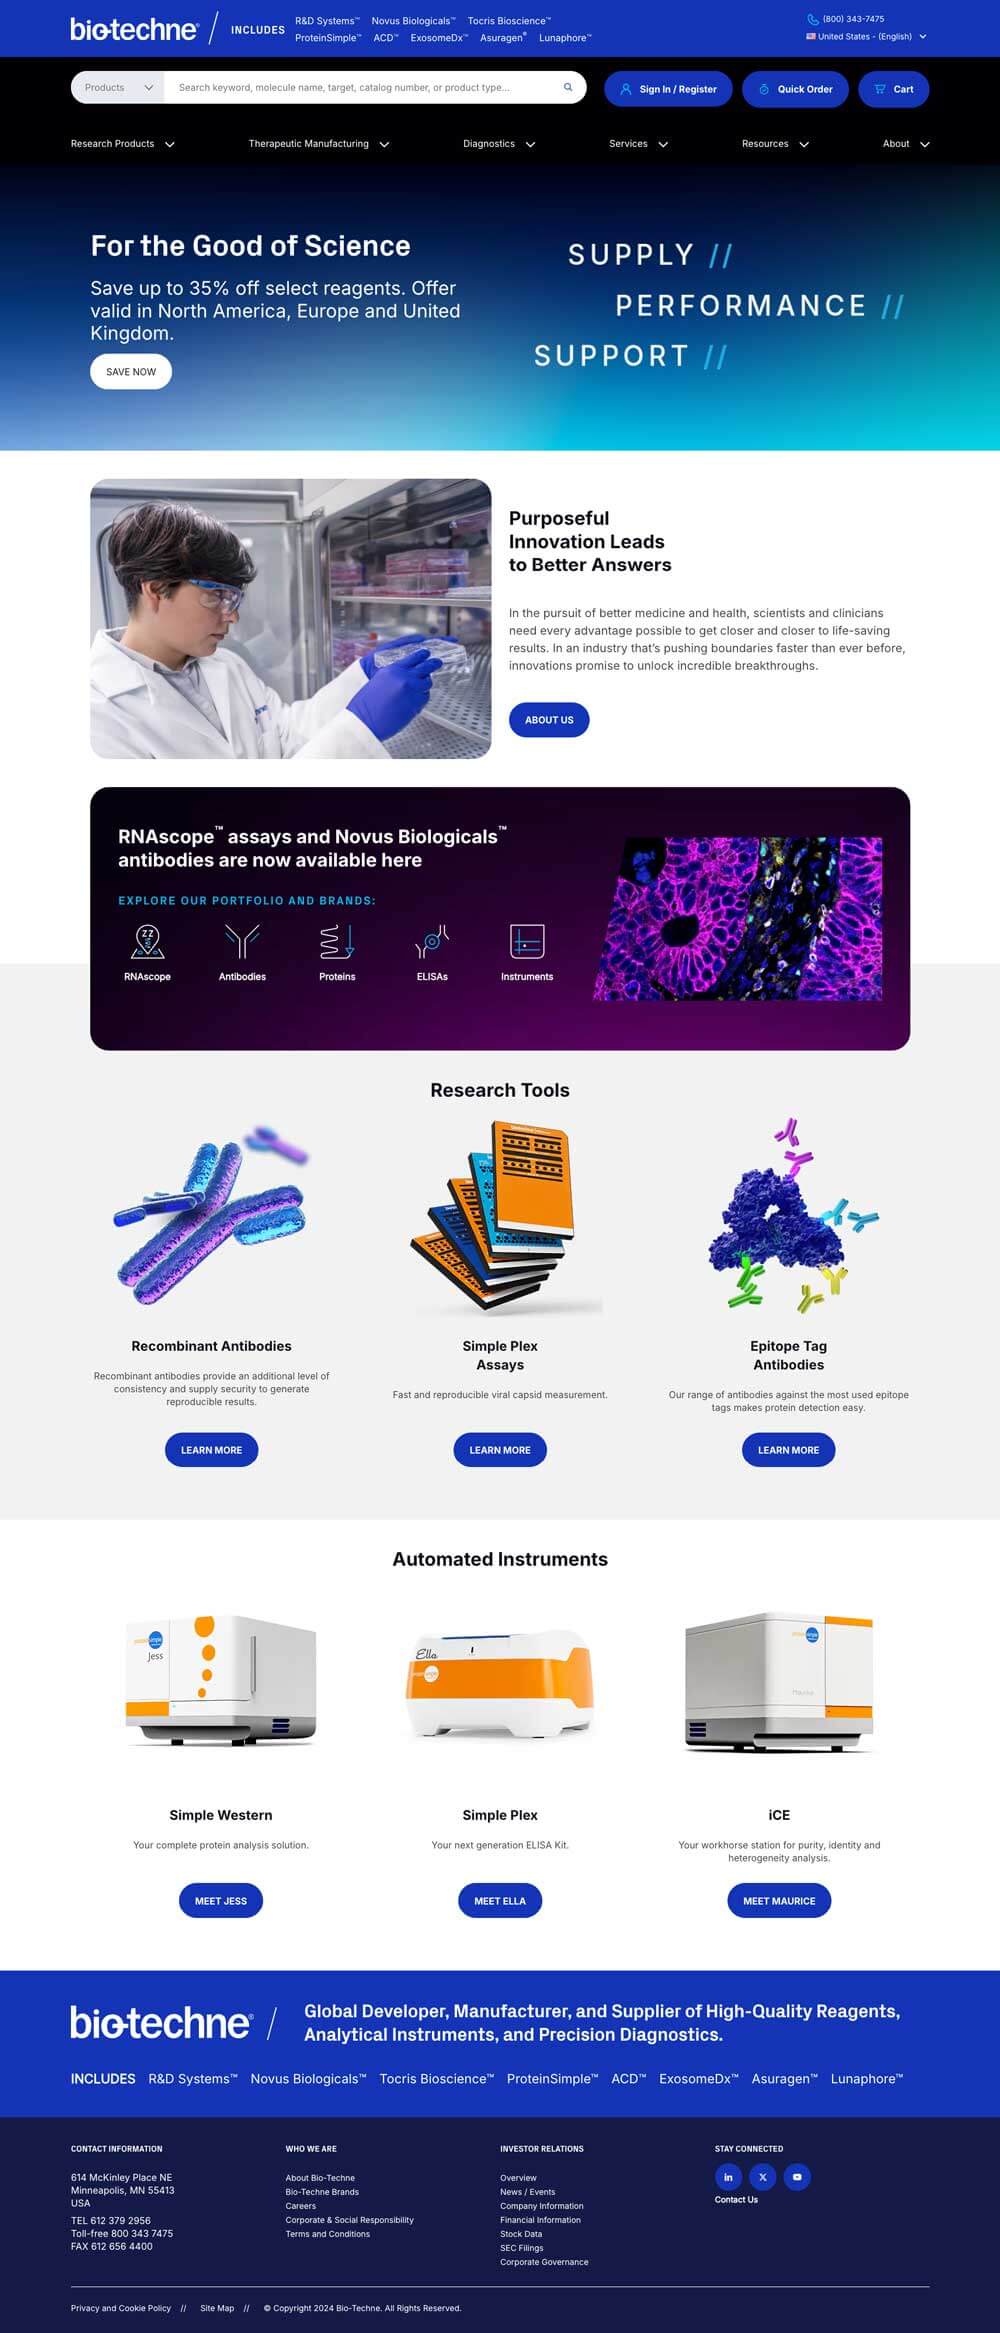 biotechne®
INCLUDES
R&D Systems™ Novus Biologicals™ Tocris Bioscience™
ProteinSimple™ ACD™ ExosomeDx™ Asuragen® Lunaphore™
(800) 343-7475
United States - (English)
Products
Search keyword, molecule name, target, catalog number, or product type...
Sign In / Register
Quick Order
Cart
Research Products
Therapeutic Manufacturing
Diagnostics
Services
Resources
About
For the Good of Science
Save up to 35% off select reagents. Offer
valid in North America, Europe and United
Kingdom.
SAVE NOW
SUPPLY //
PERFORMANCE //
SUPPORT //
Purposeful
Innovation Leads
to Better Answers
In the pursuit of better medicine and health, scientists and clinicians
need every advantage possible to get closer and closer to life-saving
results. In an industry that's pushing boundaries faster than ever before,
innovations promise to unlock incredible breakthroughs.
ABOUT US
RNAscope™ assays and Novus Biologicals™
antibodies are now available here
EXPLORE OUR PORTFOLIO AND BRANDS:
ZZ
RNAscope
Antibodies
Proteins
ELISAs
Instruments
Research Tools
Recombinant Antibodies
Recombinant antibodies provide an additional level of
consistency and supply security to generate
reproducible results.
LEARN MORE
Simple Plex
Assays
Fast and reproducible viral capsid measurement.
LEARN MORE
Epitope Tag
Antibodies
Our range of antibodies against the most used epitope
tags makes protein detection easy.
LEARN MORE
Automated Instruments
Jess
Ella
Maurice
Simple Western
Your complete protein analysis solution.
MEET JESS
Simple Plex
Your next generation ELISA Kit.
MEET ELLA
iCE
Your workhorse station for purity, identity and
heterogeneity analysis.
MEET MAURICE
biotechne®
Global Developer, Manufacturer, and Supplier of High-Quality Reagents,
Analytical Instruments, and Precision Diagnostics.
INCLUDES R&D Systems™ Novus Biologicals™ Tocris Bioscience™ ProteinSimple™ ACD™ ExosomeDx™ Asuragen™ Lunaphore™
CONTACT INFORMATION
614 McKinley Place NE
Minneapolis, MN 55413
USA
TEL 612 379 2956
Toll-free 800 343 7475
FAX 612 656 4400
WHO WE ARE
About Bio-Techne
Bio-Techne Brands
Careers
Corporate & Social Responsibility
Terms and Conditions
INVESTOR RELATIONS
Overview
News / Events
Company Information
Financial Information
Stock Data
SEC Filings
Corporate Governance
STAY CONNECTED
in
X
Contact Us
Privacy and Cookie Policy // Site Map // © Copyright 2024 Bio-Techne. All Rights Reserved.